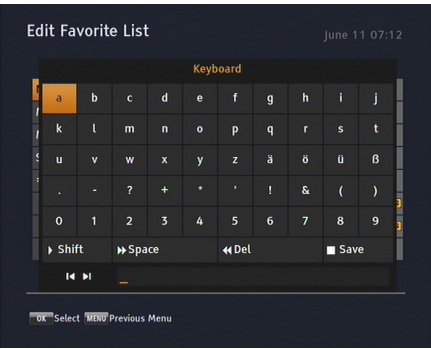 Edit Favorite List
June 11 07:12
Keyboard
a b c d e f g h i j
k l m n o p q r s t
u v w x y z ä ö ü ß
. - ? + * ' ! & ( )
0 1 2 3 4 5 6 7 8 9
Shift Space Del Save
_
OK Select MENU Previous Menu